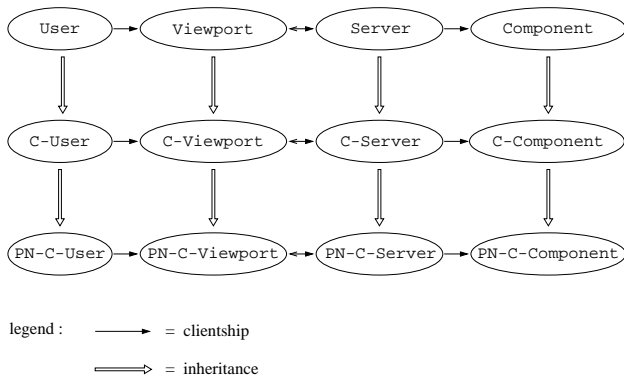 User Viewport Server Component
C-User C-Viewport C-Server C-Component
PN-C-User PN-C-Viewport PN-C-Server PN-C-Component
legend : = clientship
= inheritance